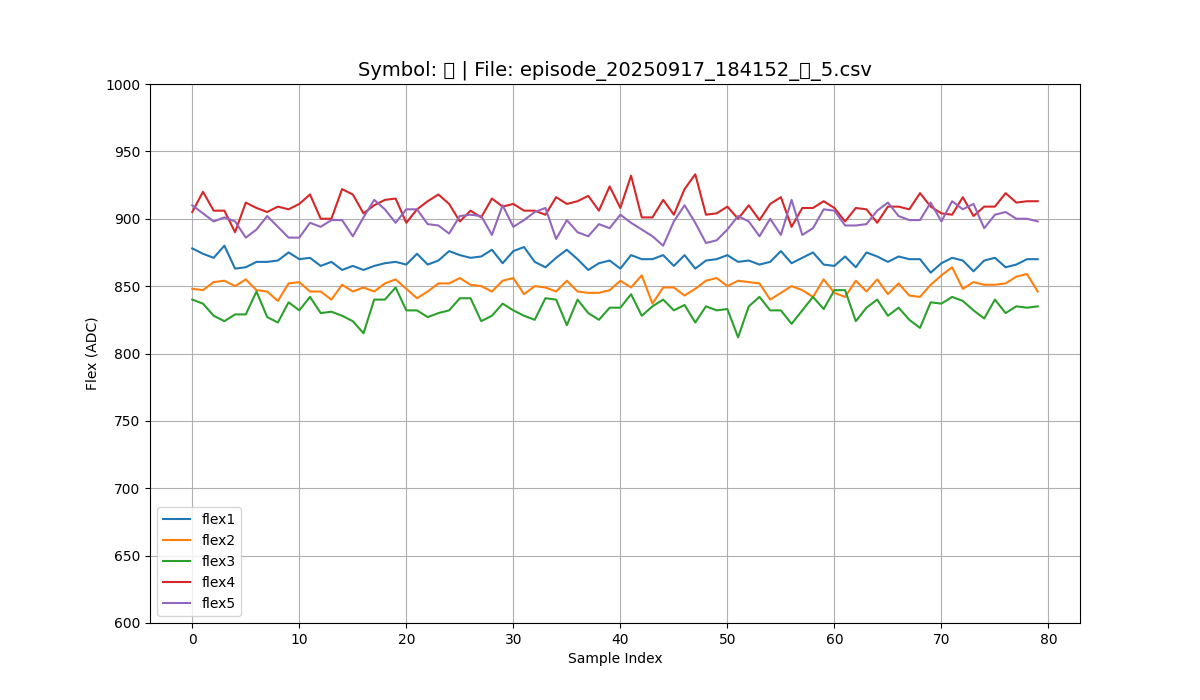 Symbol: | File: episode_20250917_184152_ _5.csv
Flex (ADC)
1000
950
900
850
800
750
700
650
600
flex1
flex2
flex3
flex4
flex5
0 10 20 30 40 50 60 70 80
Sample Index